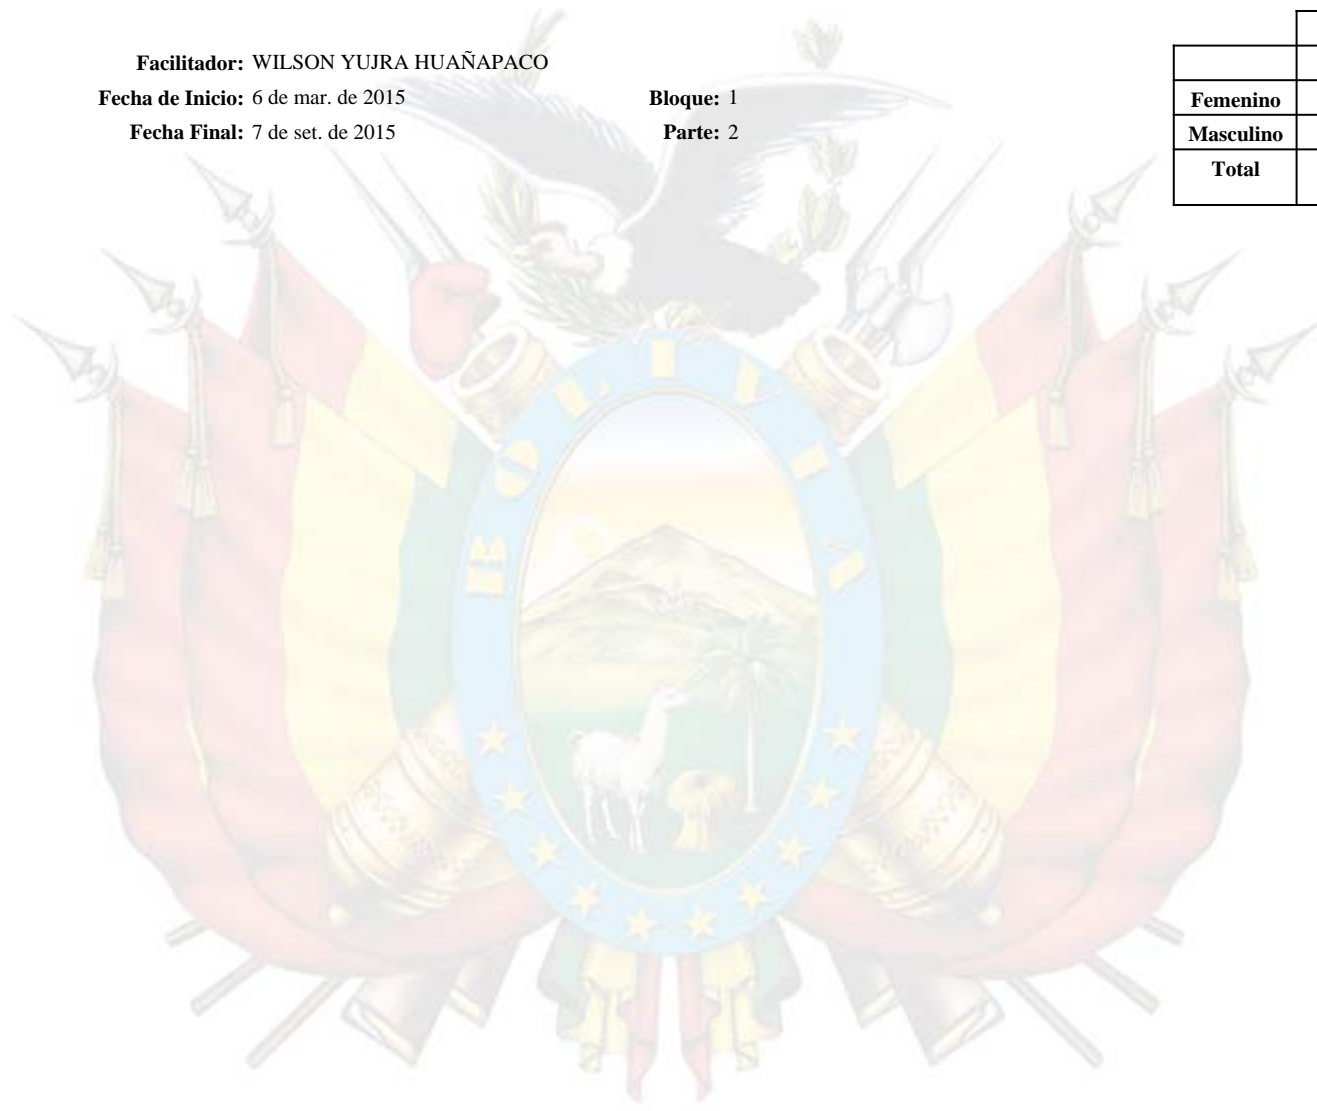 Facilitador: WILSON YUJRA HUAÑAPACO
Fecha de Inicio: 6 de mar. de 2015 Bloque: 1
Fecha Final: 7 de set. de 2015 Parte: 2
Femenino
Masculino
Total
BOLIVIA